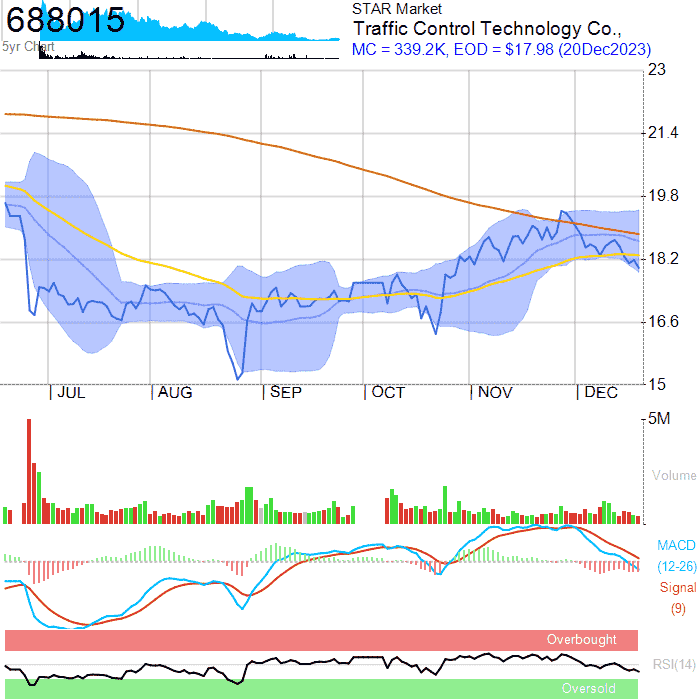 688015
5yr Chart
STAR Market
Traffic Control Technology Co.,
MC = 339.2K, EOD = $17.98 (20Dec2023)
23
21.4
19.8
18.2
16.6
15
| JUL | AUG | SEP | OCT | NOV | DEC
5M
Volume
MACD
(12-26)
Signal
(9)
Overbought
RSI(14)
Oversold